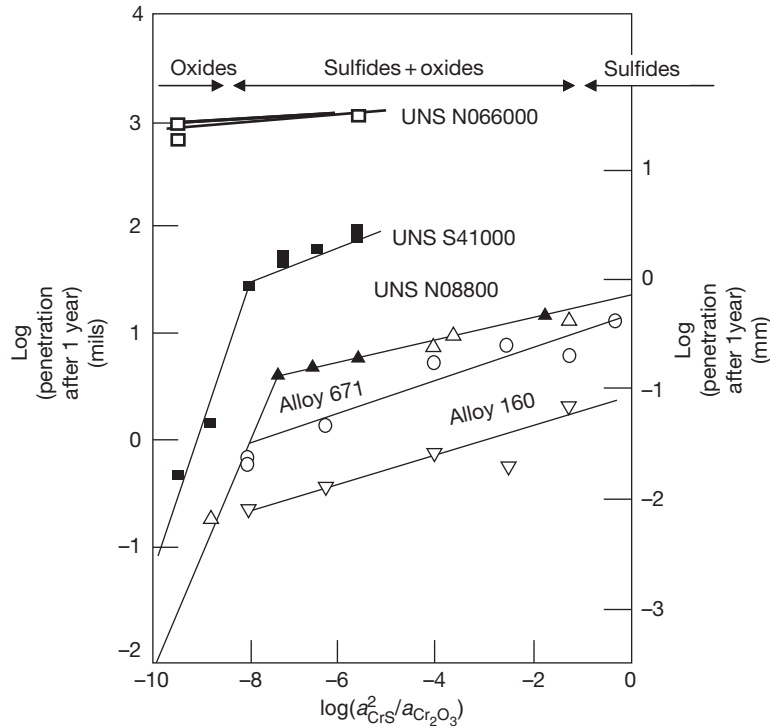 4
Oxides
Sulfides + oxides
Sulfides
3
UNS N066000
1
2
UNS S41000
0
UNS N08800
1
Log
(penetration
after 1 year)
(mils)
Log
(penetration
after 1year)
(mm)
−1
Alloy 671
Alloy 160
0
−2
−1
−3
−2
−10
−8
−6
−4
−2
0
log(a²CrS/aCr₂O₃)